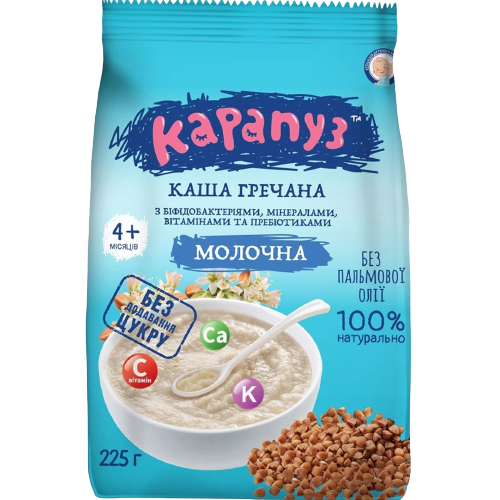 Карапуз™
КАША ГРЕЧАНА
З БІФІДОБАКТЕРІЯМИ, МІНЕРАЛАМИ,
ВІТАМІНАМИ ТА ПРЕБІОТИКАМИ
4+
МІСЯЦІВ
МОЛОЧНА
БЕЗ
ПАЛЬМОВОЇ
ОЛІЇ
100%
натурально
БЕЗ
ДОДАВАННЯ
ЦУКРУ
Ca
C
вітамін
K
225 г